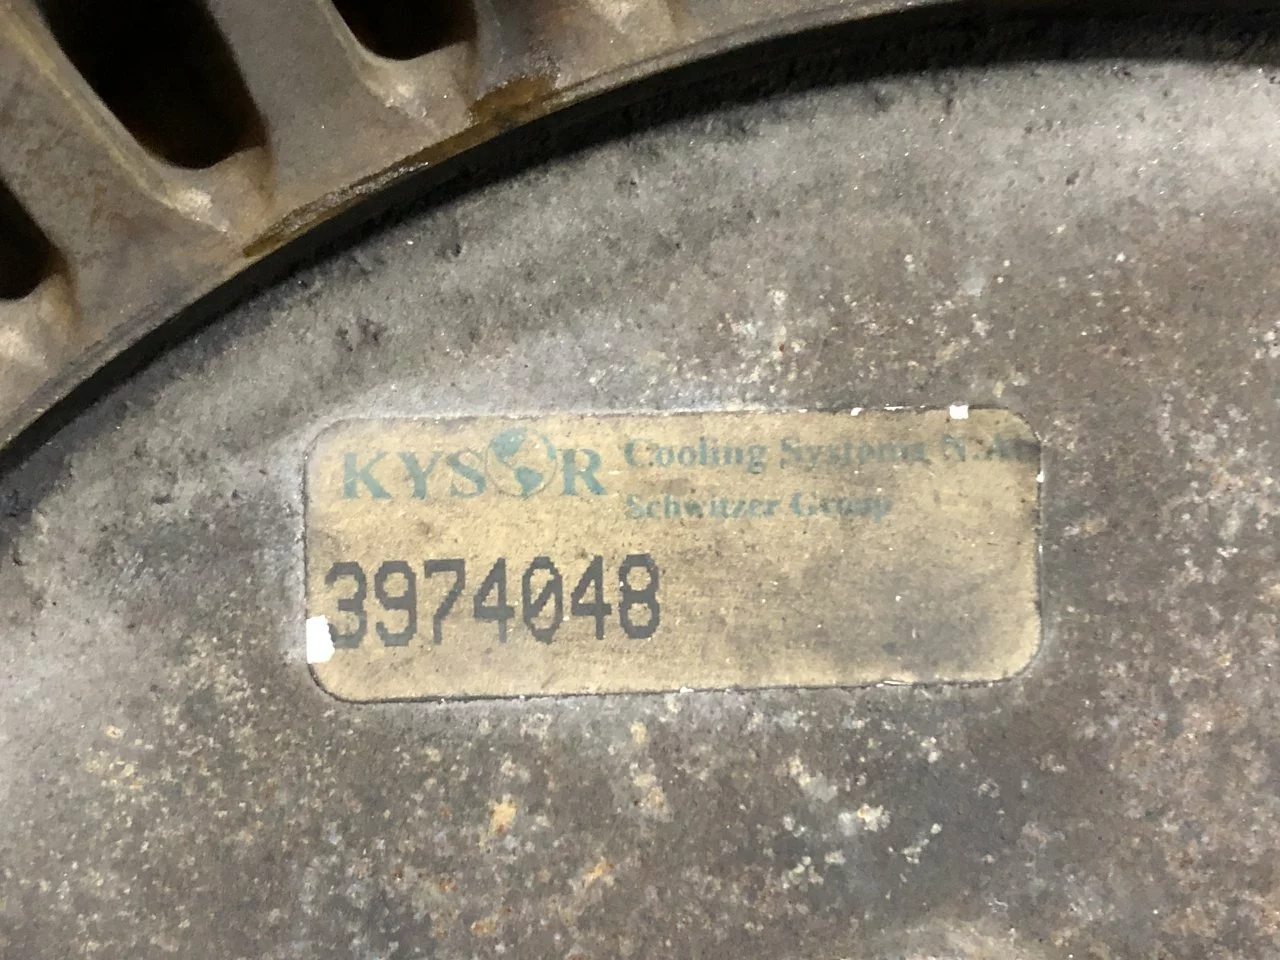 KYSOR Cooling Systems N.A.
Schwitzer Group
3974048